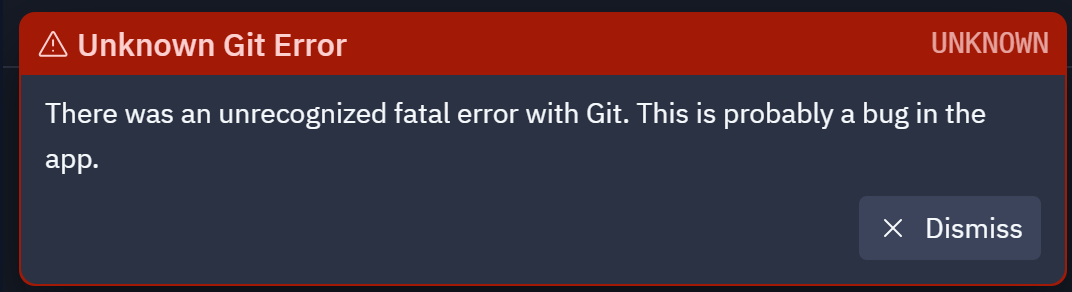 Unknown Git Error UNKNOWN
There was an unrecognized fatal error with Git. This is probably a bug in the
app.
Dismiss